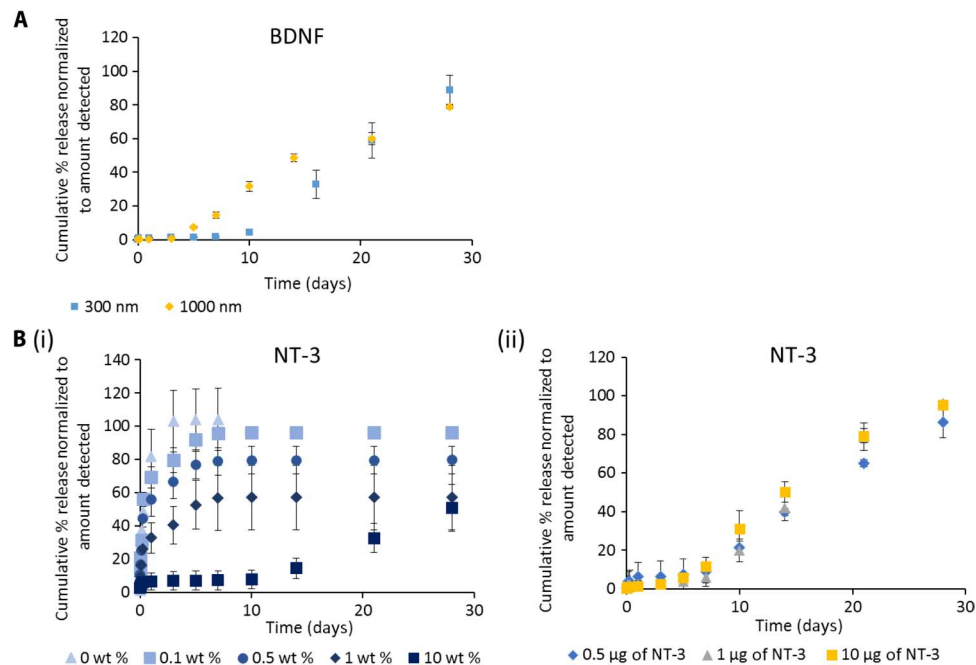 A
BDNF
Cumulative % release normalized
to amount detected
120
100
80
60
40
20
0
0
10
20
30
Time (days)
300 nm
1000 nm
B (i)
NT-3
Cumulative % release normalized to
amount detected
140
120
100
80
60
40
20
0
0
10
20
30
Time (days)
0 wt %
0.1 wt %
0.5 wt %
1 wt %
10 wt %
(ii)
NT-3
Cumulative % release normalized to
amount detected
120
100
80
60
40
20
0
0
10
20
30
Time (days)
0.5 µg of NT-3
1 µg of NT-3
10 µg of NT-3